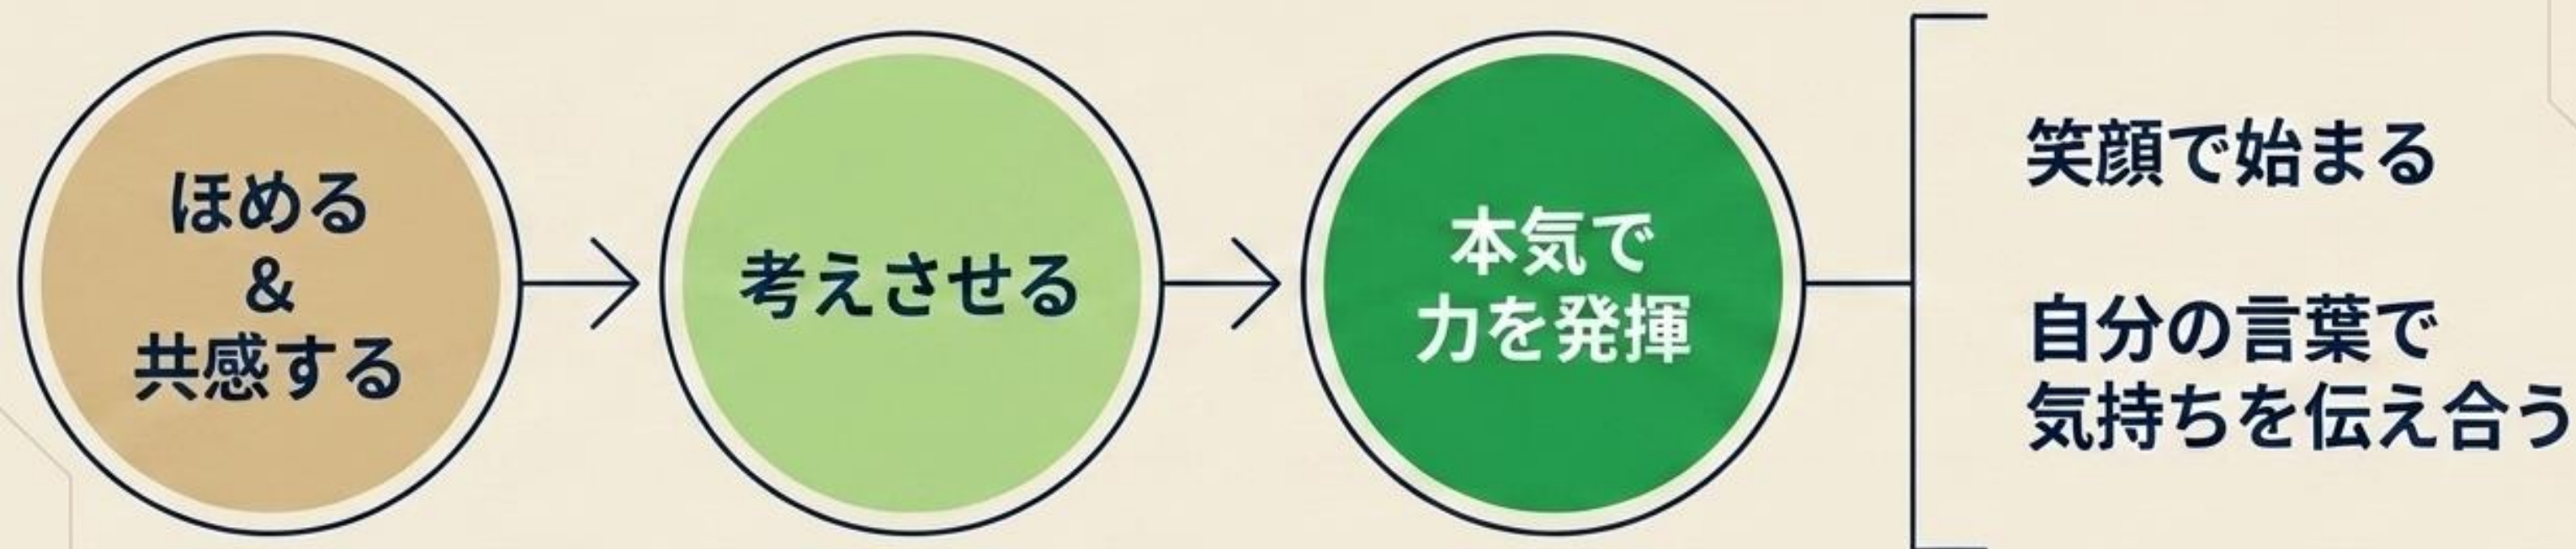 ほめる
&
共感する
考えさせる
本気で
力を発揮
笑顔で始まる
自分の言葉で
気持ちを伝え合う